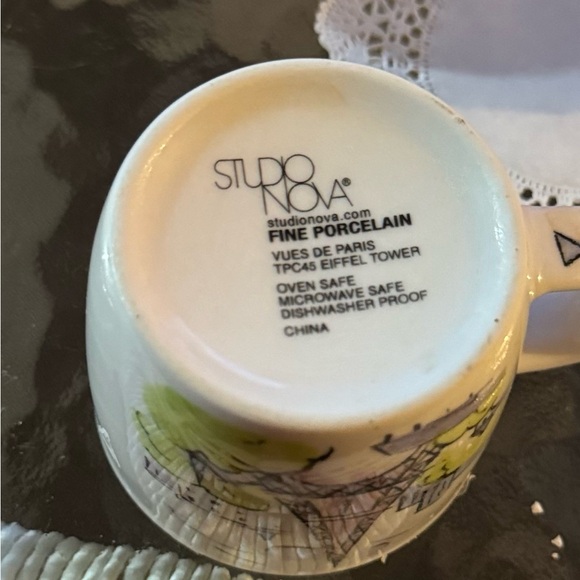 STUDIO
NOVA®
studionova.com
FINE PORCELAIN
VUES DE PARIS
TPC45 EIFFEL TOWER
OVEN SAFE
MICROWAVE SAFE
DISHWASHER PROOF
CHINA